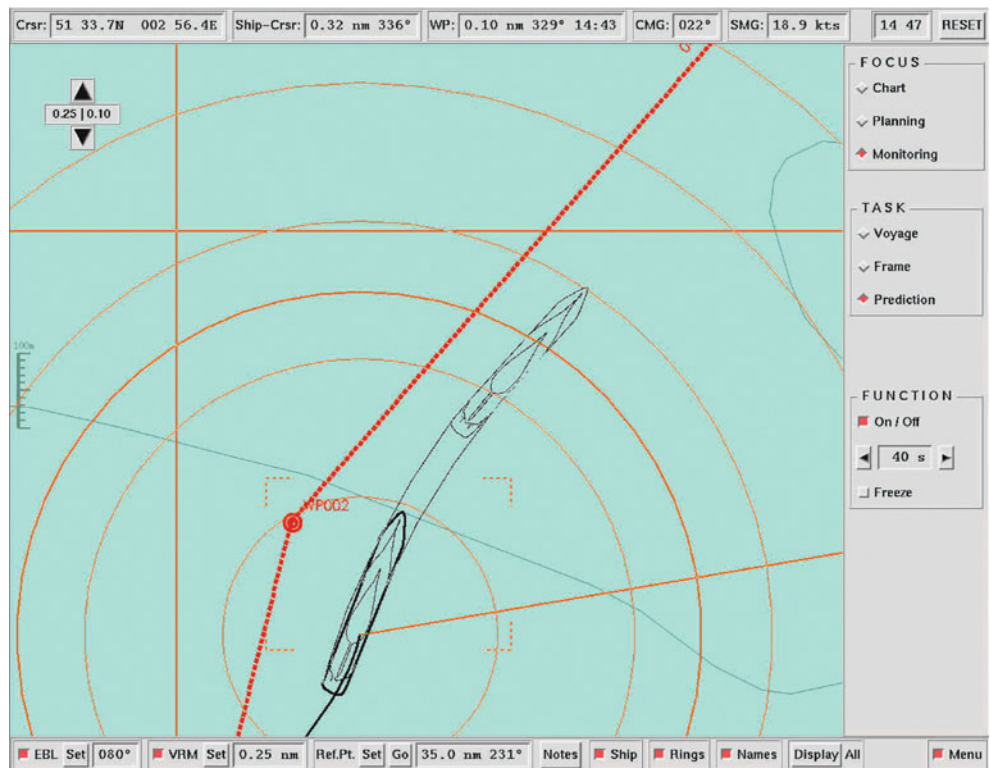 Crsr: 51 33.7N 002 56.4E Ship-Crsr: 0.32 nm 336° WP: 0.10 nm 329° 14:43 CMG: 022° SMG: 18.9 kts 14 47 RESET
0.25 | 0.10
100m
WP002
FOCUS
Chart
Planning
Monitoring
TASK
Voyage
Frame
Prediction
FUNCTION
On / Off
40 s
Freeze
EBL Set 080° VRM Set 0.25 nm Ref.Pt. Set Go 35.0 nm 231° Notes Ship Rings Names Display All Menu